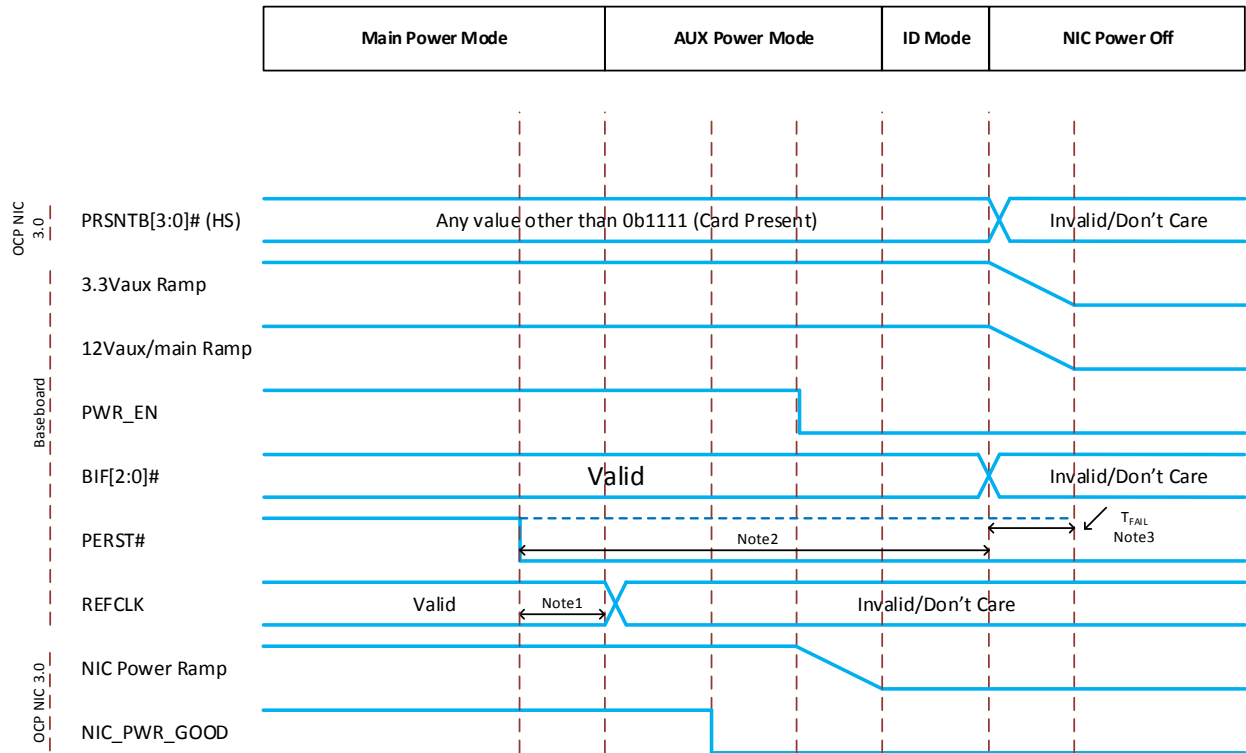 Main Power Mode
AUX Power Mode
ID Mode
NIC Power Off
OCP NIC
3.0
PRSNTB[3:0]# (HS)
Any value other than 0b1111 (Card Present)
Invalid/Don't Care
3.3Vaux Ramp
12Vaux/main Ramp
Baseboard
PWR_EN
BIF[2:0]#
Valid
Invalid/Don't Care
PERST#
Note2
TFAIL
Note3
REFCLK
Valid
Note1
Invalid/Don't Care
OCP NIC 3.0
NIC Power Ramp
NIC_PWR_GOOD